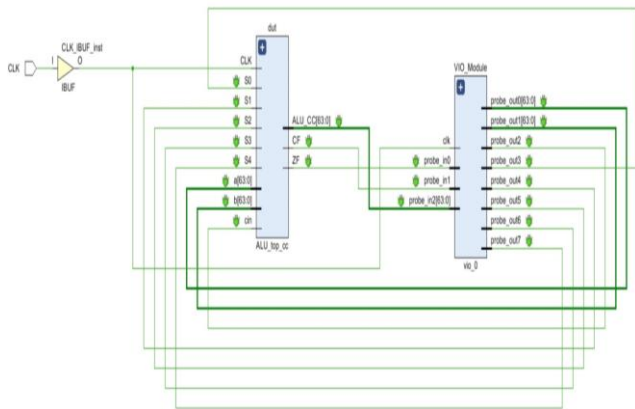 dut
CLK_IBUF_inst
CLK
I
O
IBUF
CLK
S0
S1
S2
S3
S4
a[63:0]
b[63:0]
cin
ALU_CC[63:0]
CF
ZF
ALU_top_cc
VIO_Module
clk
probe_in0
probe_in1
probe_in2[63:0]
probe_out0[63:0]
probe_out1[63:0]
probe_out2
probe_out3
probe_out4
probe_out5
probe_out6
probe_out7
vio_0